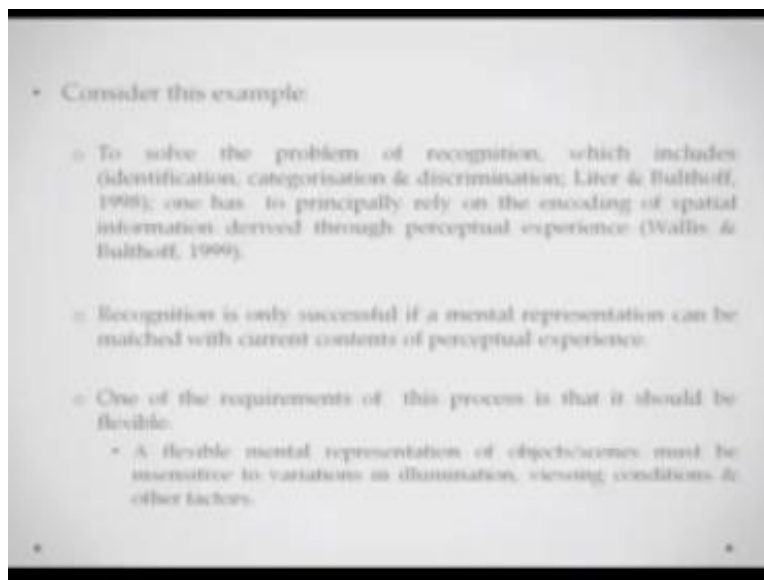 • Consider this example:
o To solve the problem of recognition, which includes
(identification, categorisation & discrimination; Liter & Bulthoff,
1998); one has to principally rely on the encoding of spatial
information derived through perceptual experience (Wallis &
Bulthoff, 1999).
o Recognition is only successful if a mental representation can be
matched with current contents of perceptual experience.
o One of the requirements of this process is that it should be
flexible.
• A flexible mental representation of objects/scenes must be
insensitive to variations in illumination, viewing conditions &
other factors.